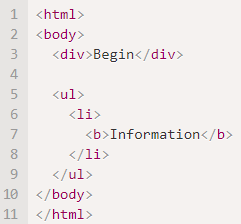 1 <html>
2 <body>
3   <div>Begin</div>
4
5   <ul>
6     <li>
7       <b>Information</b>
8     </li>
9   </ul>
10 </body>
11 </html>